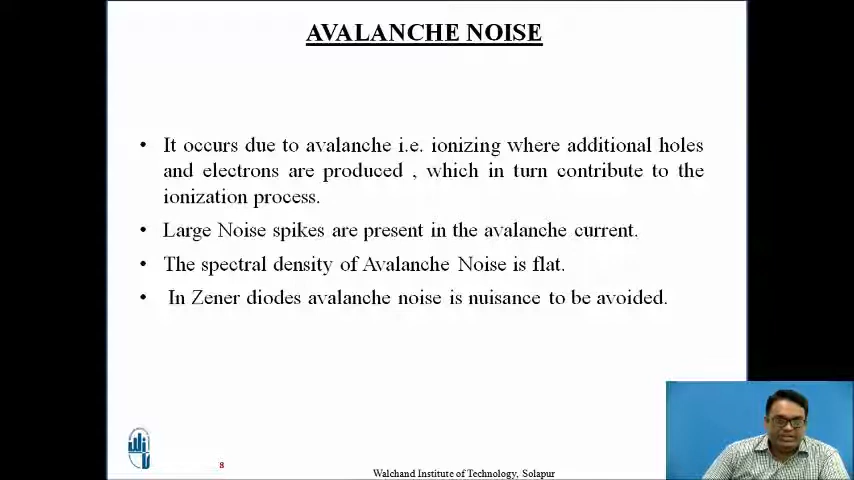 AVALANCHE NOISE
• It occurs due to avalanche i.e. ionizing where additional holes
and electrons are produced , which in turn contribute to the
ionization process.
• Large Noise spikes are present in the avalanche current.
• The spectral density of Avalanche Noise is flat.
• In Zener diodes avalanche noise is nuisance to be avoided.
8
Walchand Institute of Technology, Solapur